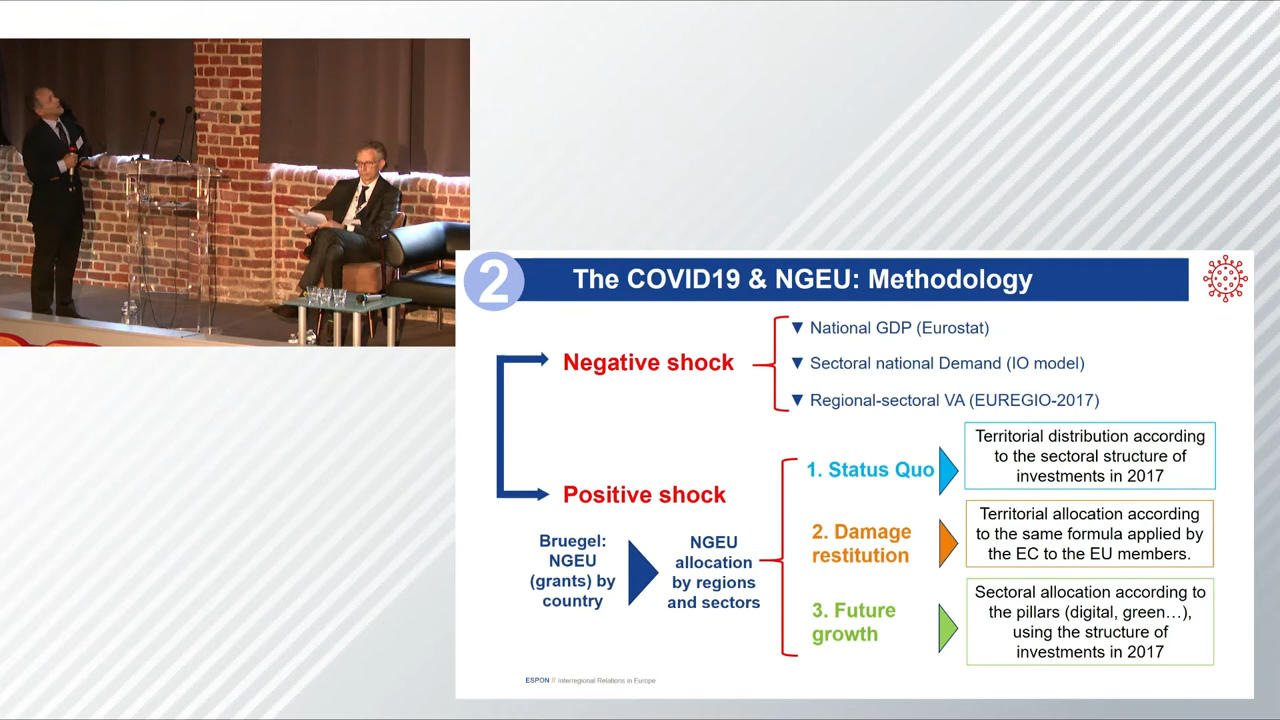 2
The COVID19 & NGEU: Methodology
Negative shock
▼ National GDP (Eurostat)
▼ Sectoral national Demand (IO model)
▼ Regional-sectoral VA (EUREGIO-2017)
Positive shock
Bruegel:
NGEU
(grants) by
country
NGEU
allocation
by regions
and sectors
1. Status Quo
Territorial distribution according
to the sectoral structure of
investments in 2017
2. Damage
restitution
Territorial allocation according
to the same formula applied by
the EC to the EU members.
3. Future
growth
Sectoral allocation according to
the pillars (digital, green…),
using the structure of
investments in 2017
ESPON // Interregional Relations in Europe